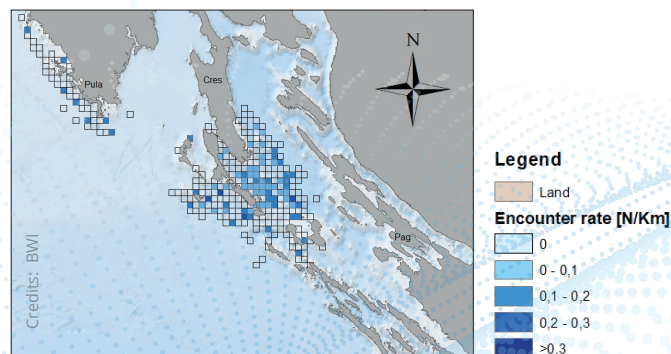 N
Pula
Cres
Pag
Credits: BWI
Legend
Land
Encounter rate [N/Km]
0
0 - 0,1
0,1 - 0,2
0,2 - 0,3
>0,3